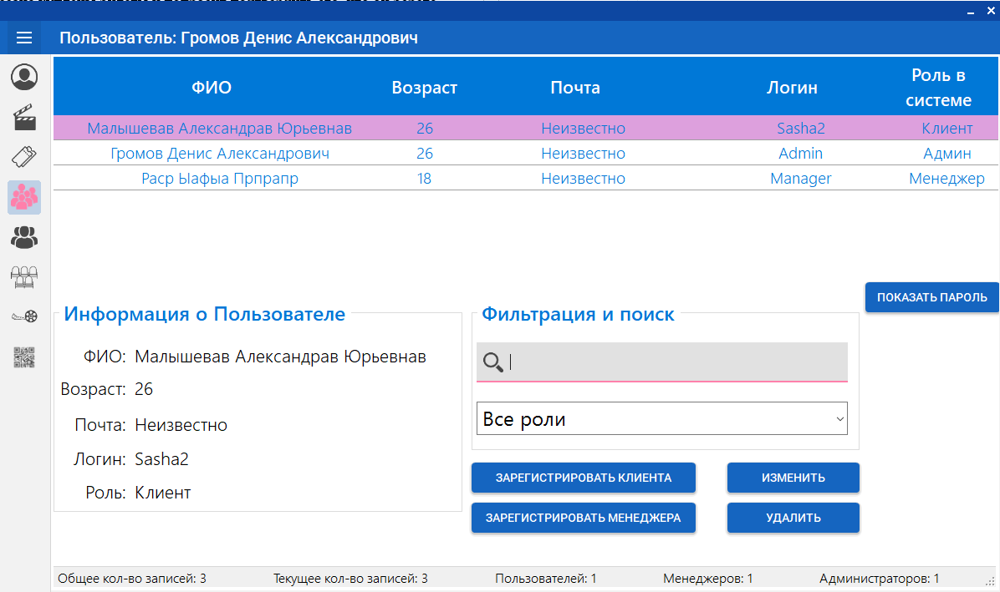 Пользователь: Громов Денис Александрович
ФИО Возраст Почта Логин Роль в системе
Малышевав Александрав Юрьевнав 26 Неизвестно Sasha2 Клиент
Громов Денис Александрович 26 Неизвестно Admin Админ
Раср Ыафыа Прпрапр 18 Неизвестно Manager Менеджер
ПОКАЗАТЬ ПАРОЛЬ
Информация о Пользователе
ФИО: Малышевав Александрав Юрьевнав
Возраст: 26
Почта: Неизвестно
Логин: Sasha2
Роль: Клиент
Фильтрация и поиск
Все роли
ЗАРЕГИСТРИРОВАТЬ КЛИЕНТА ИЗМЕНИТЬ
ЗАРЕГИСТРИРОВАТЬ МЕНЕДЖЕРА УДАЛИТЬ
Общее кол-во записей: 3 Текущее кол-во записей: 3 Пользователей: 1 Менеджеров: 1 Администраторов: 1